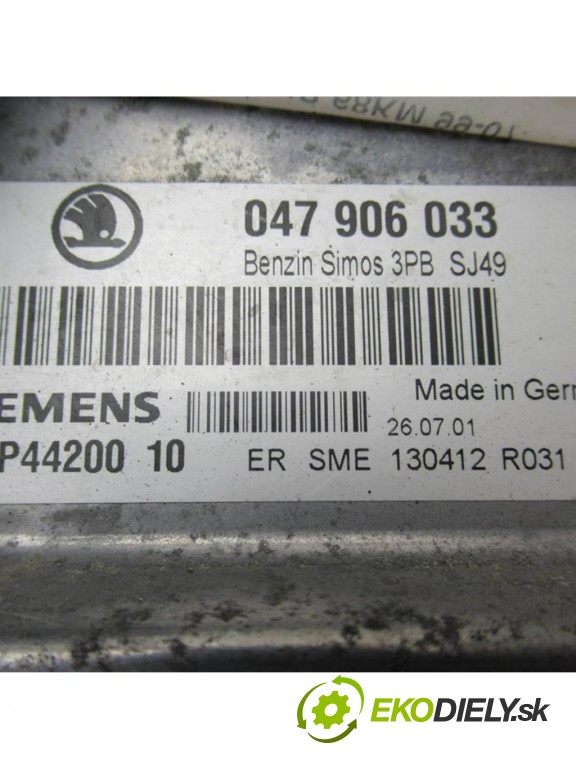 047 906 033
Benzin Simos 3PB SJ49
EMENS
Made in Germ
26.07.01
P44200 10
ER SME 130412 R031
EKODIELY.sk